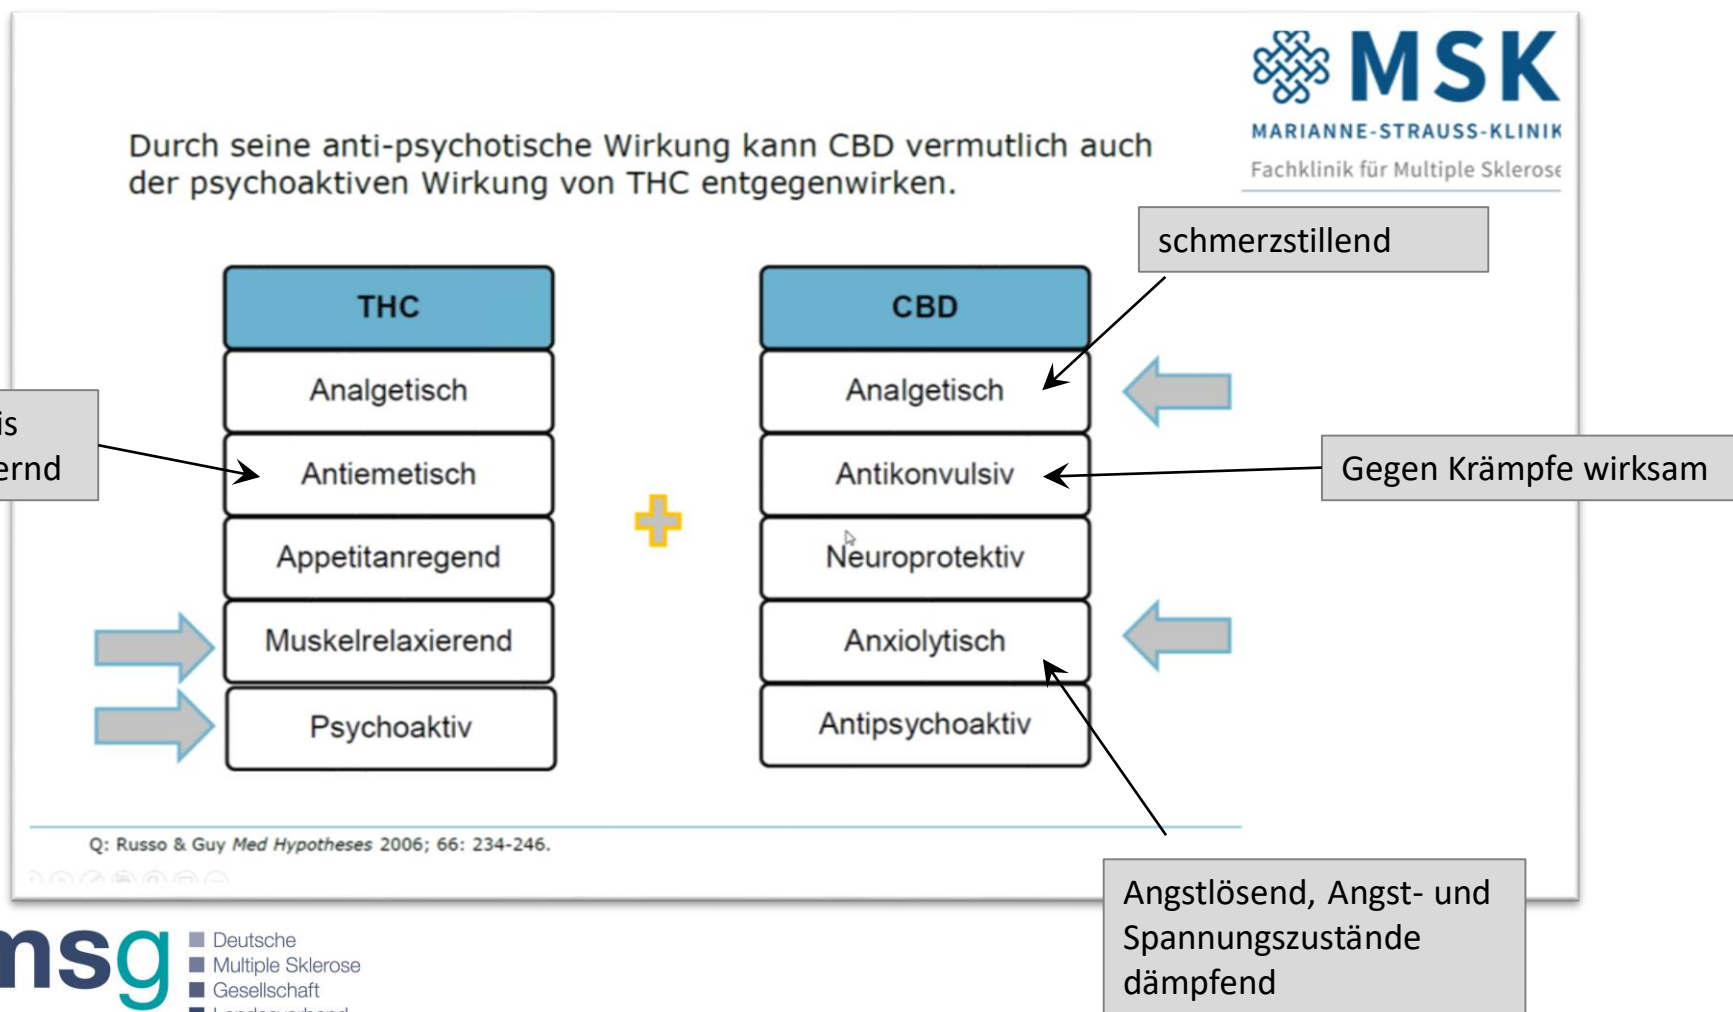 MSK
MARIANNE-STRAUSS-KLINIK
Fachklinik für Multiple Sklerose
Durch seine anti-psychotische Wirkung kann CBD vermutlich auch
der psychoaktiven Wirkung von THC entgegenwirken.
schmerzstillend
THC
Analgetisch
Antiemetisch
Appetitanregend
Muskelrelaxierend
Psychoaktiv
CBD
Analgetisch
Antikonvulsiv
Neuroprotektiv
Anxiolytisch
Antipsychoaktiv
Gegen Krämpfe wirksam
Q: Russo & Guy Med Hypotheses 2006; 66: 234-246.
Angstlösend, Angst- und
Spannungszustände
dämpfend
msg
Deutsche
Multiple Sklerose
Gesellschaft